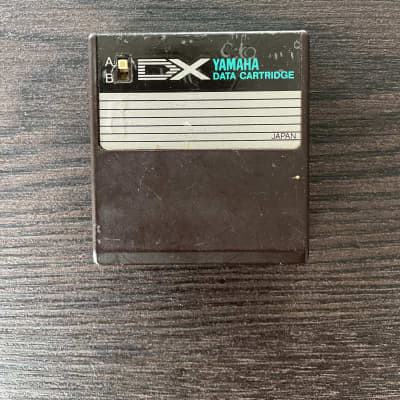 A
B
DX YAMAHA
DATA CARTRIDGE
JAPAN